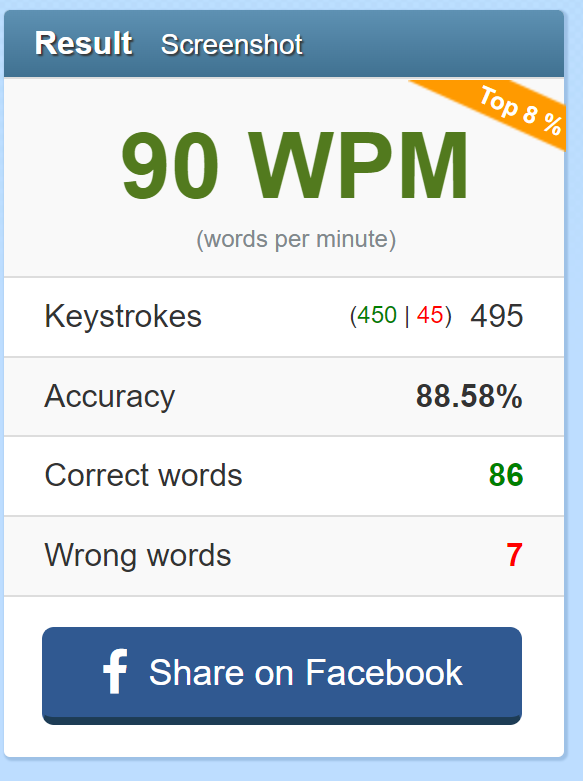 Result Screenshot
Top 8 %
90 WPM
(words per minute)
Keystrokes (450 | 45) 495
Accuracy 88.58%
Correct words 86
Wrong words 7
Share on Facebook